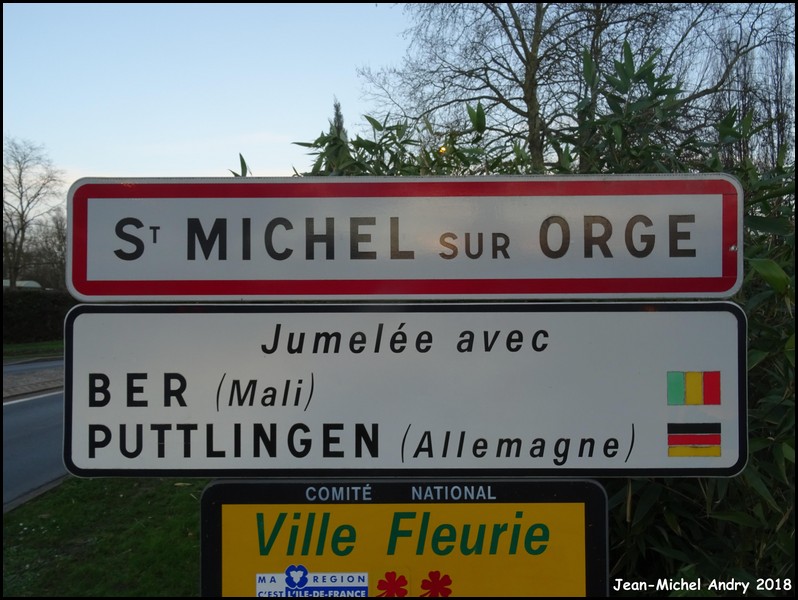 ST MICHEL SUR ORGE
Jumelée avec
BER (Mali)
PUTTLINGEN (Allemagne)
COMITÉ NATIONAL
Ville Fleurie
MA RÉGION
C'EST L'ILE-DE-FRANCE
Jean-Michel Andry 2018